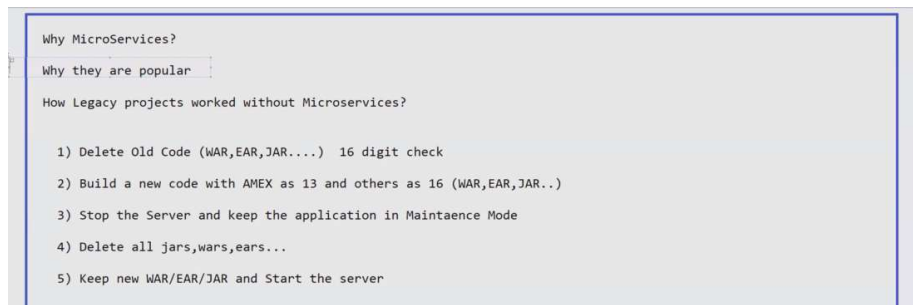 Why MicroServices?
Why they are popular
How Legacy projects worked without Microservices?
1) Delete Old Code (WAR,EAR,JAR....)  16 digit check
2) Build a new code with AMEX as 13 and others as 16 (WAR,EAR,JAR..)
3) Stop the Server and keep the application in Maintaence Mode
4) Delete all jars,wars,ears...
5) Keep new WAR/EAR/JAR and Start the server